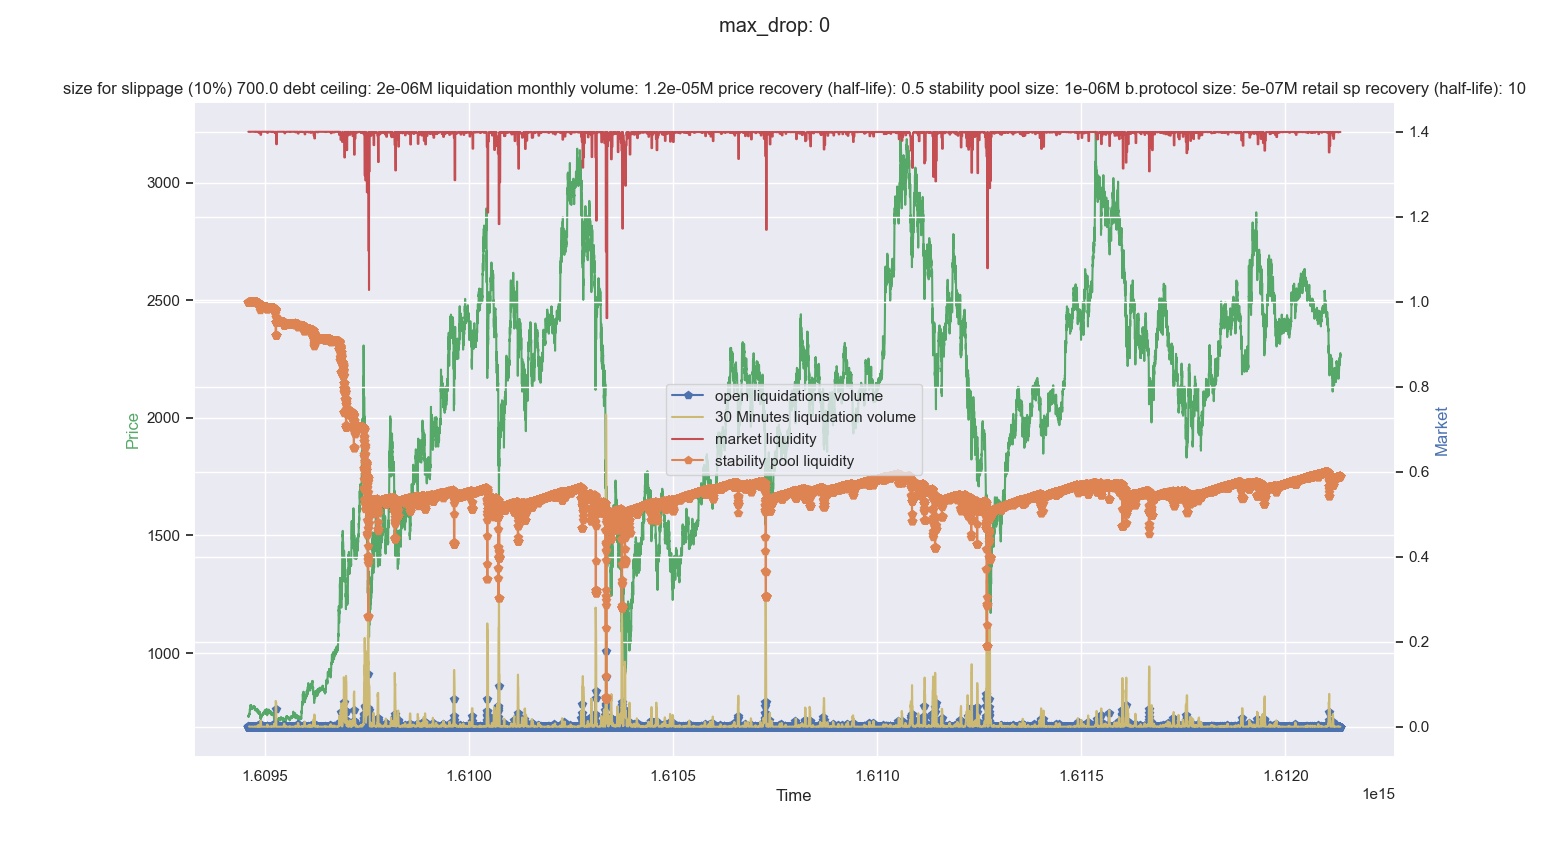 max_drop: 0
size for slippage (10%) 700.0 debt ceiling: 2e-06M liquidation monthly volume: 1.2e-05M price recovery (half-life): 0.5 stability pool size: 1e-06M b.protocol size: 5e-07M retail sp recovery (half-life): 10
1.4
3000
1.2
2500
1.0
0.8
open liquidations volume
30 Minutes liquidation volume
market liquidity
stability pool liquidity
2000
Price
Market
0.6
1500
0.4
1000
0.2
0.0
1.6095
1.6100
1.6105
1.6110
1.6115
1.6120
Time
1e15